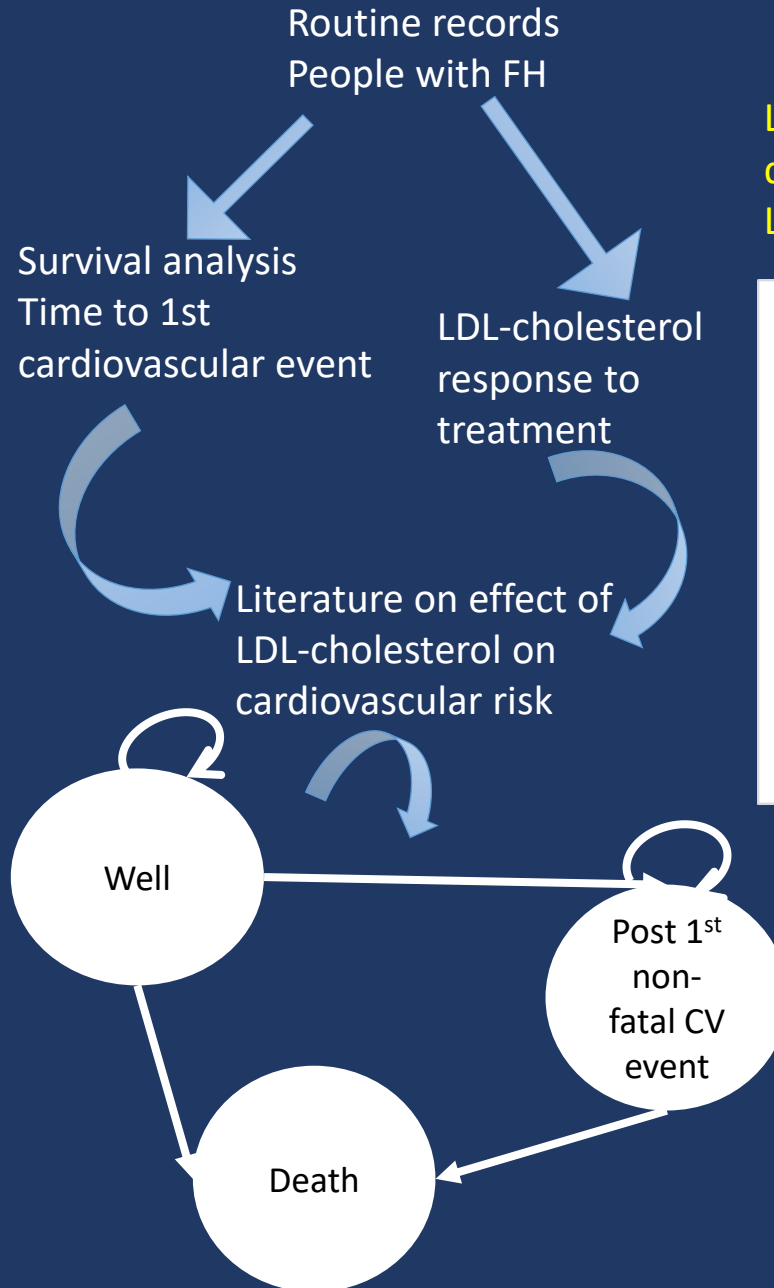 Routine records
People with FH
Survival analysis
Time to 1st
cardiovascular event
LDL-cholesterol
response to
treatment
Literature on effect of
LDL-cholesterol on
cardiovascular risk
Well
Post 1st
non-
fatal CV
event
Death